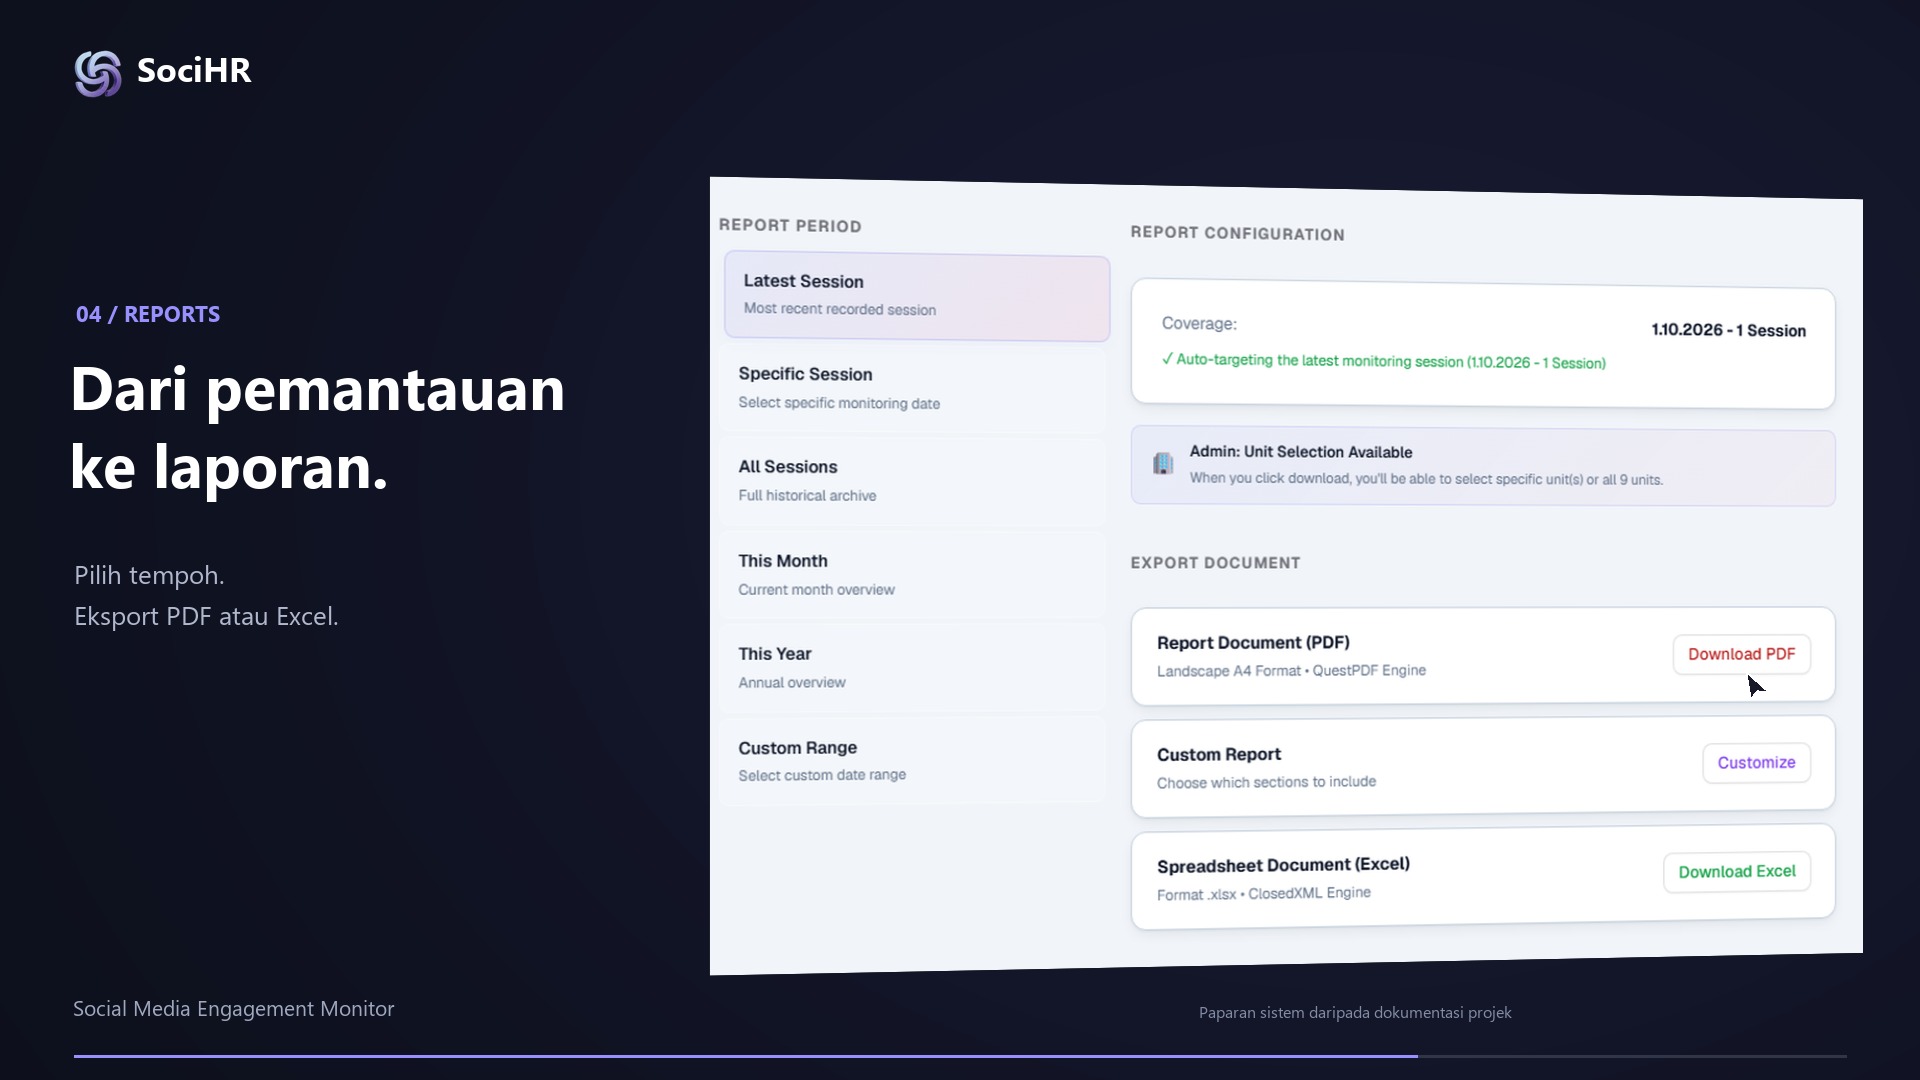 SociHR
04 / REPORTS
Dari pemantauan
ke laporan.
Pilih tempoh.
Eksport PDF atau Excel.
REPORT PERIOD
Latest Session
Most recent recorded session
Specific Session
Select specific monitoring date
All Sessions
Full historical archive
This Month
Current month overview
This Year
Annual overview
Custom Range
Select custom date range
REPORT CONFIGURATION
Coverage:
1.10.2026 - 1 Session
✓ Auto-targeting the latest monitoring session (1.10.2026 - 1 Session)
Admin: Unit Selection Available
When you click download, you'll be able to select specific unit(s) or all 9 units.
EXPORT DOCUMENT
Report Document (PDF)
Landscape A4 Format • QuestPDF Engine
Download PDF
Custom Report
Choose which sections to include
Customize
Spreadsheet Document (Excel)
Format .xlsx • ClosedXML Engine
Download Excel
Social Media Engagement Monitor
Paparan sistem daripada dokumentasi projek